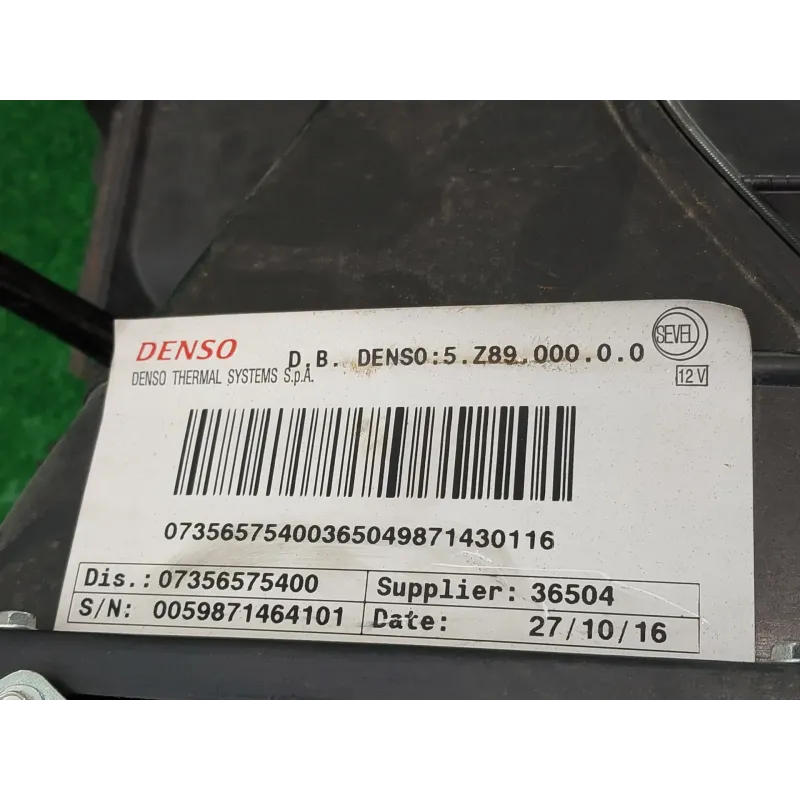 DENSO D.B. DENSO:5.Z89.000.0.0 SEVEL
DENSO THERMAL SYSTEMS S.p.A. 12 V
07356575400365049871430116
Dis.: 07356575400 Supplier: 36504
S/N: 0059871464101 Date: 27/10/16